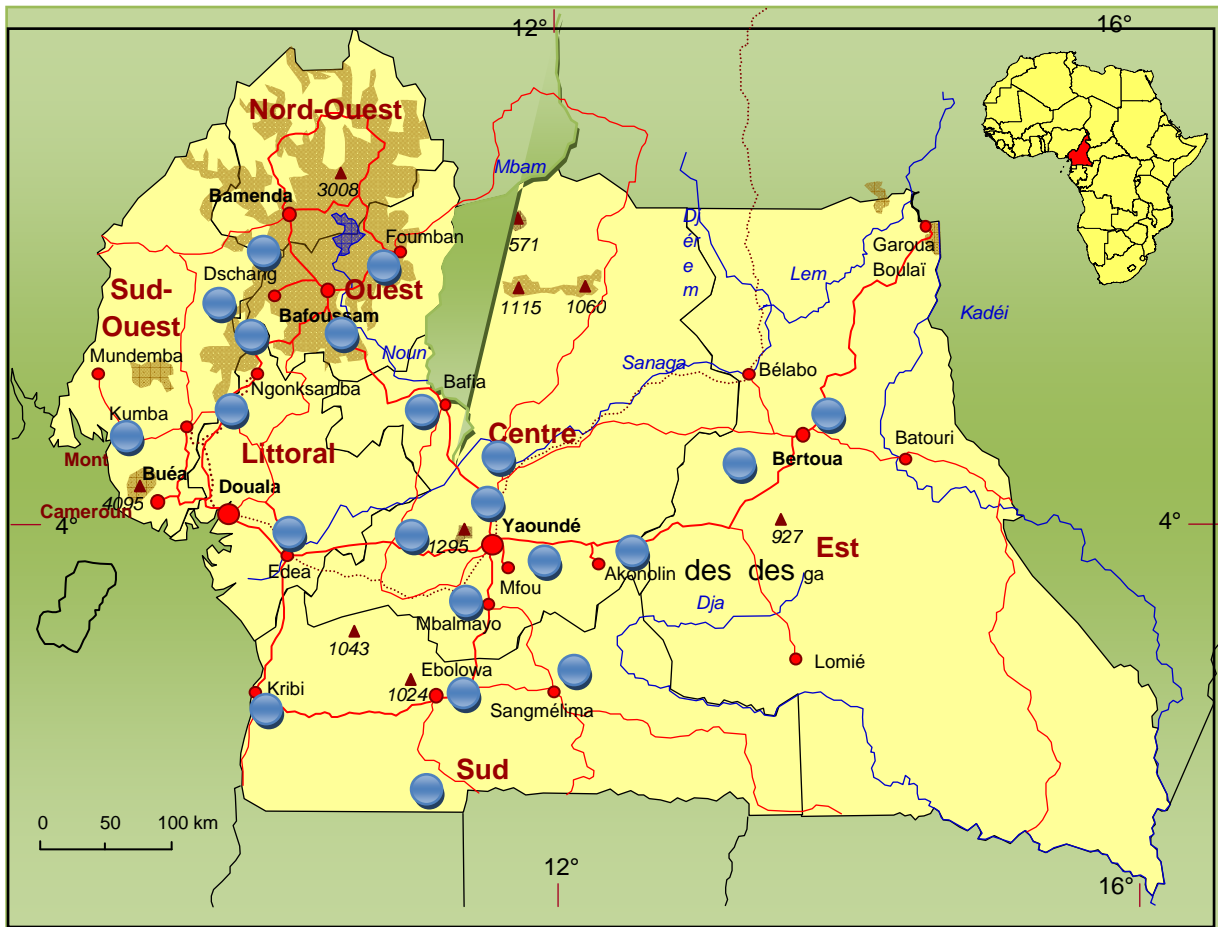 12°
16°
Nord-Ouest
Mbam
3008
Bamenda
D
ér
e
m
571
Foumban
Garoua
Boulaï
Dschang
Lem
Sud-
Ouest
Ouest
1115
1060
Kadéi
Bafoussam
Noun
Sanaga
Mundemba
Bélabo
Ngonksamba
Bafia
Kumba
Centre
Littoral
Batouri
Mont
Bertoua
Buéa
Douala
4095
Cameroun
4°
4°
Yaoundé
1295
927
Est
Edea
Mfou
Akonolin
des des ga
Dja
Mbalmayo
1043
Lomié
Ebolowa
Kribi
1024
Sangmélima
Sud
0 50 100 km
12°
16°